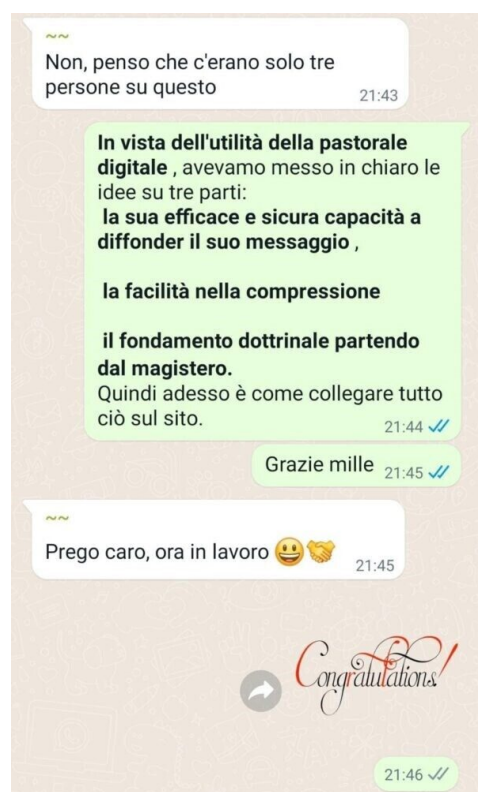 ~~
Non, penso che c'erano solo tre
persone su questo
21:43
In vista dell'utilità della pastorale
digitale , avevamo messo in chiaro le
idee su tre parti:
la sua efficace e sicura capacità a
diffonder il suo messaggio ,
la facilità nella compressione
il fondamento dottrinale partendo
dal magistero.
Quindi adesso è come collegare tutto
ciò sul sito.
21:44
Grazie mille 21:45
~~
Prego caro, ora in lavoro 😃🤝
21:45
Congratulations!
21:46